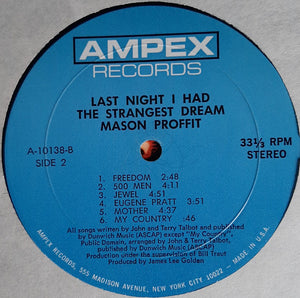 AMPEX
RECORDS
LAST NIGHT I HAD
THE STRANGEST DREAM
MASON PROFFIT
A-10138-B
SIDE 2
33⅓ RPM
STEREO
1. FREEDOM 2:48
2. 500 MEN 4:11
3. JEWEL 4:51
4. EUGENE PRATT 3:51
5. MOTHER 4:37
6. MY COUNTRY :46
All songs written by John and Terry Talbot and published
by Dunwich Music (ASCAP) except "My Country",
Public Domain, arranged by John & Terry Talbot,
published by Dunwich Music (ASCAP)
Production under the supervision of Bill Traut
Produced by James Lee Golden
AMPEX RECORDS, 555 MADISON AVENUE, NEW YORK CITY 10022 / MADE IN U.S.A.